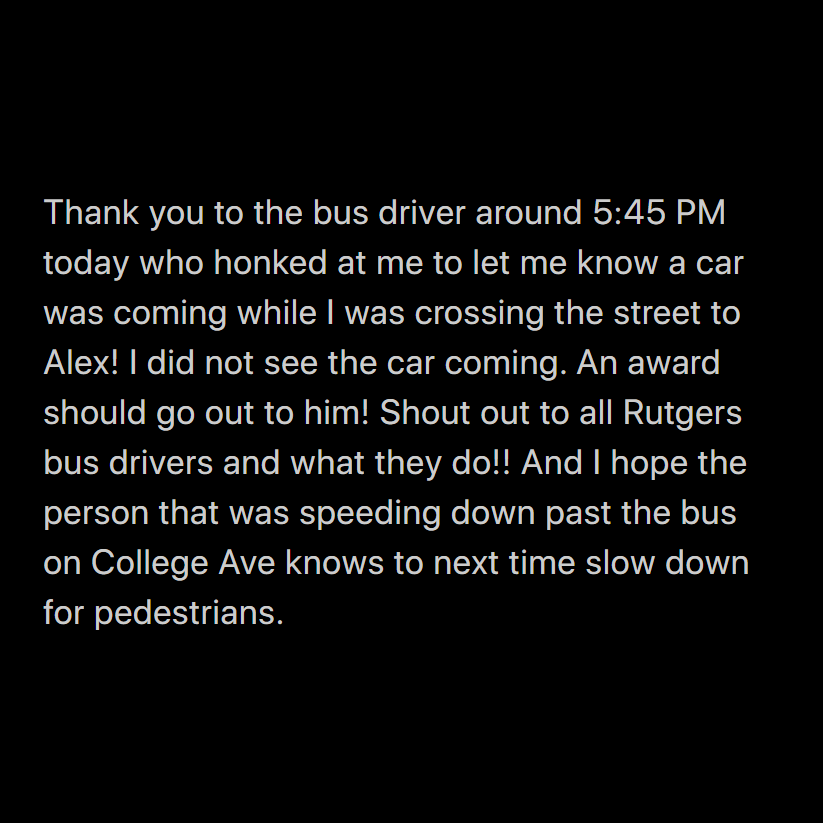 Thank you to the bus driver around 5:45 PM
today who honked at me to let me know a car
was coming while I was crossing the street to
Alex! I did not see the car coming. An award
should go out to him! Shout out to all Rutgers
bus drivers and what they do!! And I hope the
person that was speeding down past the bus
on College Ave knows to next time slow down
for pedestrians.